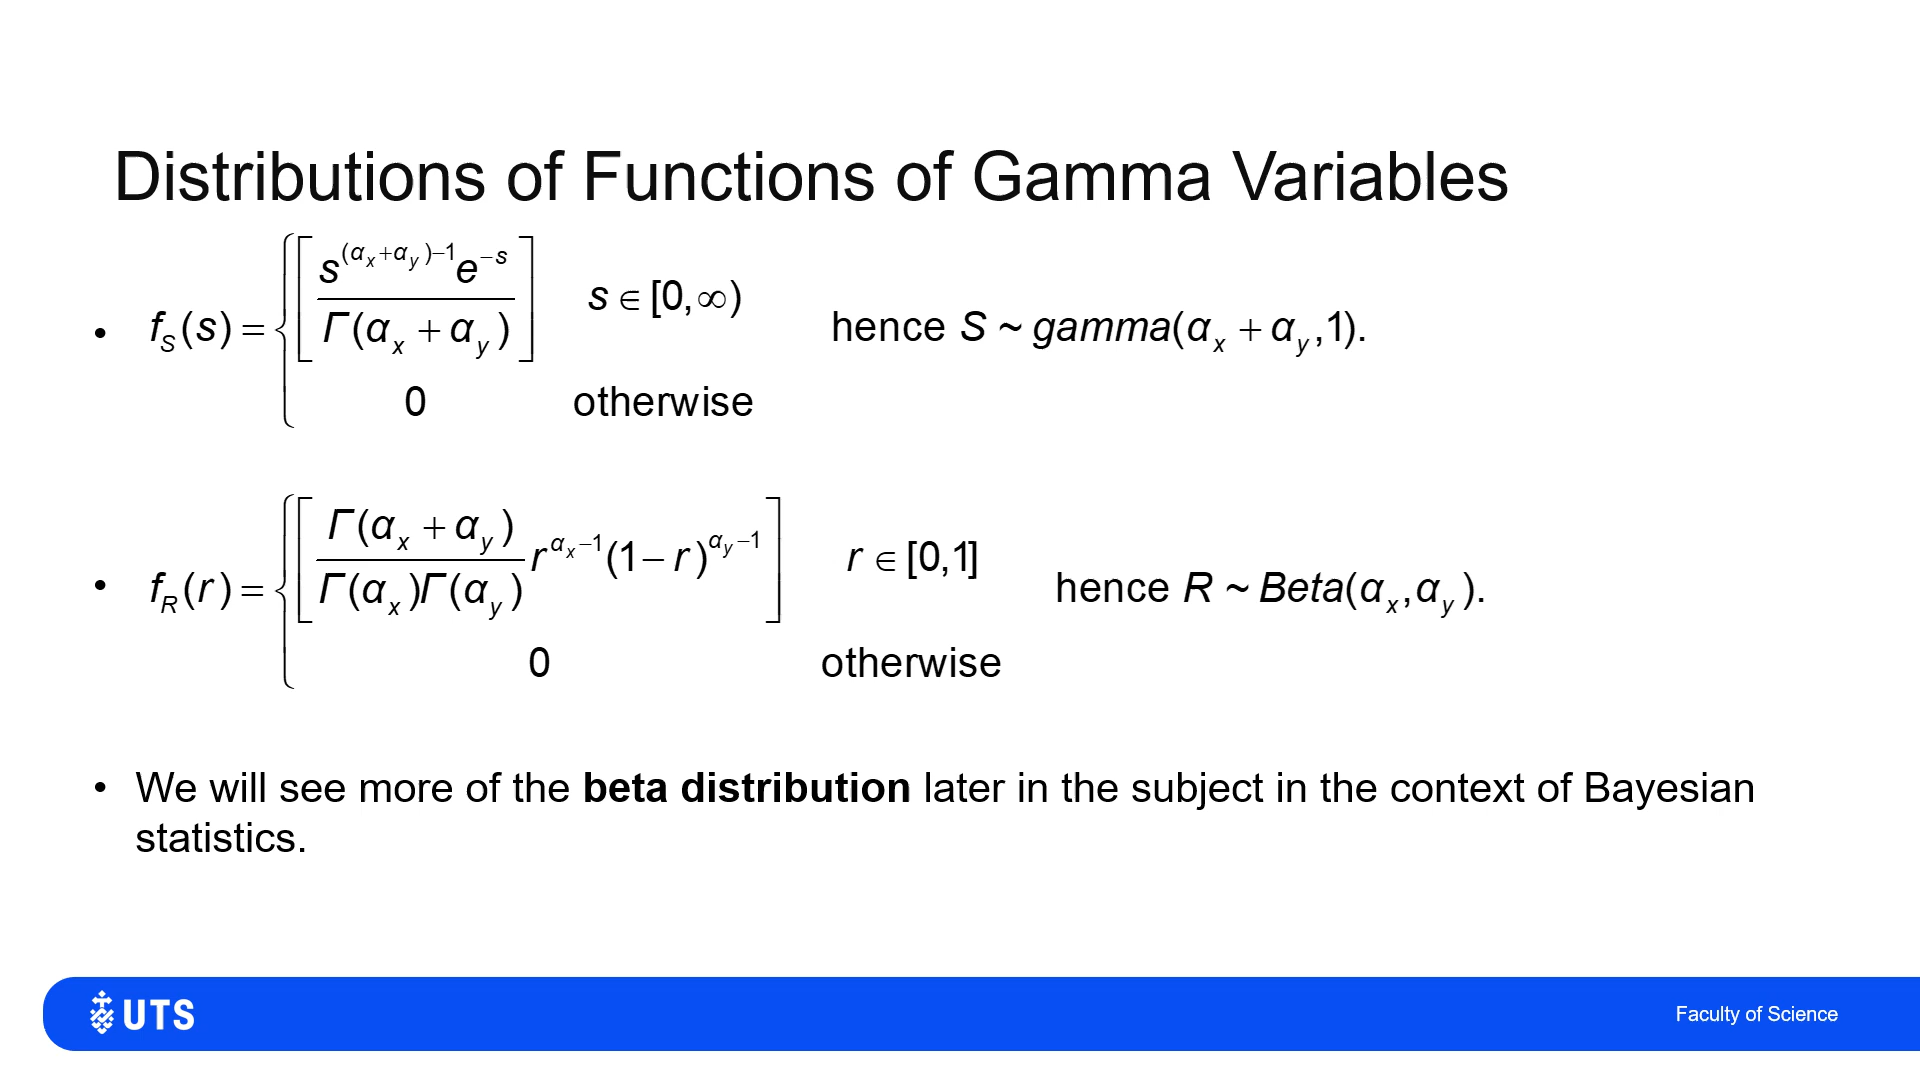 Distributions of Functions of Gamma Variables
• f_S(s) = { [ s^{(α_x+α_y)−1} e^{−s} / Γ(α_x + α_y) ] s ∈ [0,∞) hence S ~ gamma(α_x + α_y,1).
0 otherwise
• f_R(r) = { [ Γ(α_x + α_y) / Γ(α_x)Γ(α_y) r^{α_x−1}(1− r)^{α_y−1} ] r ∈ [0,1] hence R ~ Beta(α_x,α_y).
0 otherwise
• We will see more of the beta distribution later in the subject in the context of Bayesian
statistics.
UTS
Faculty of Science